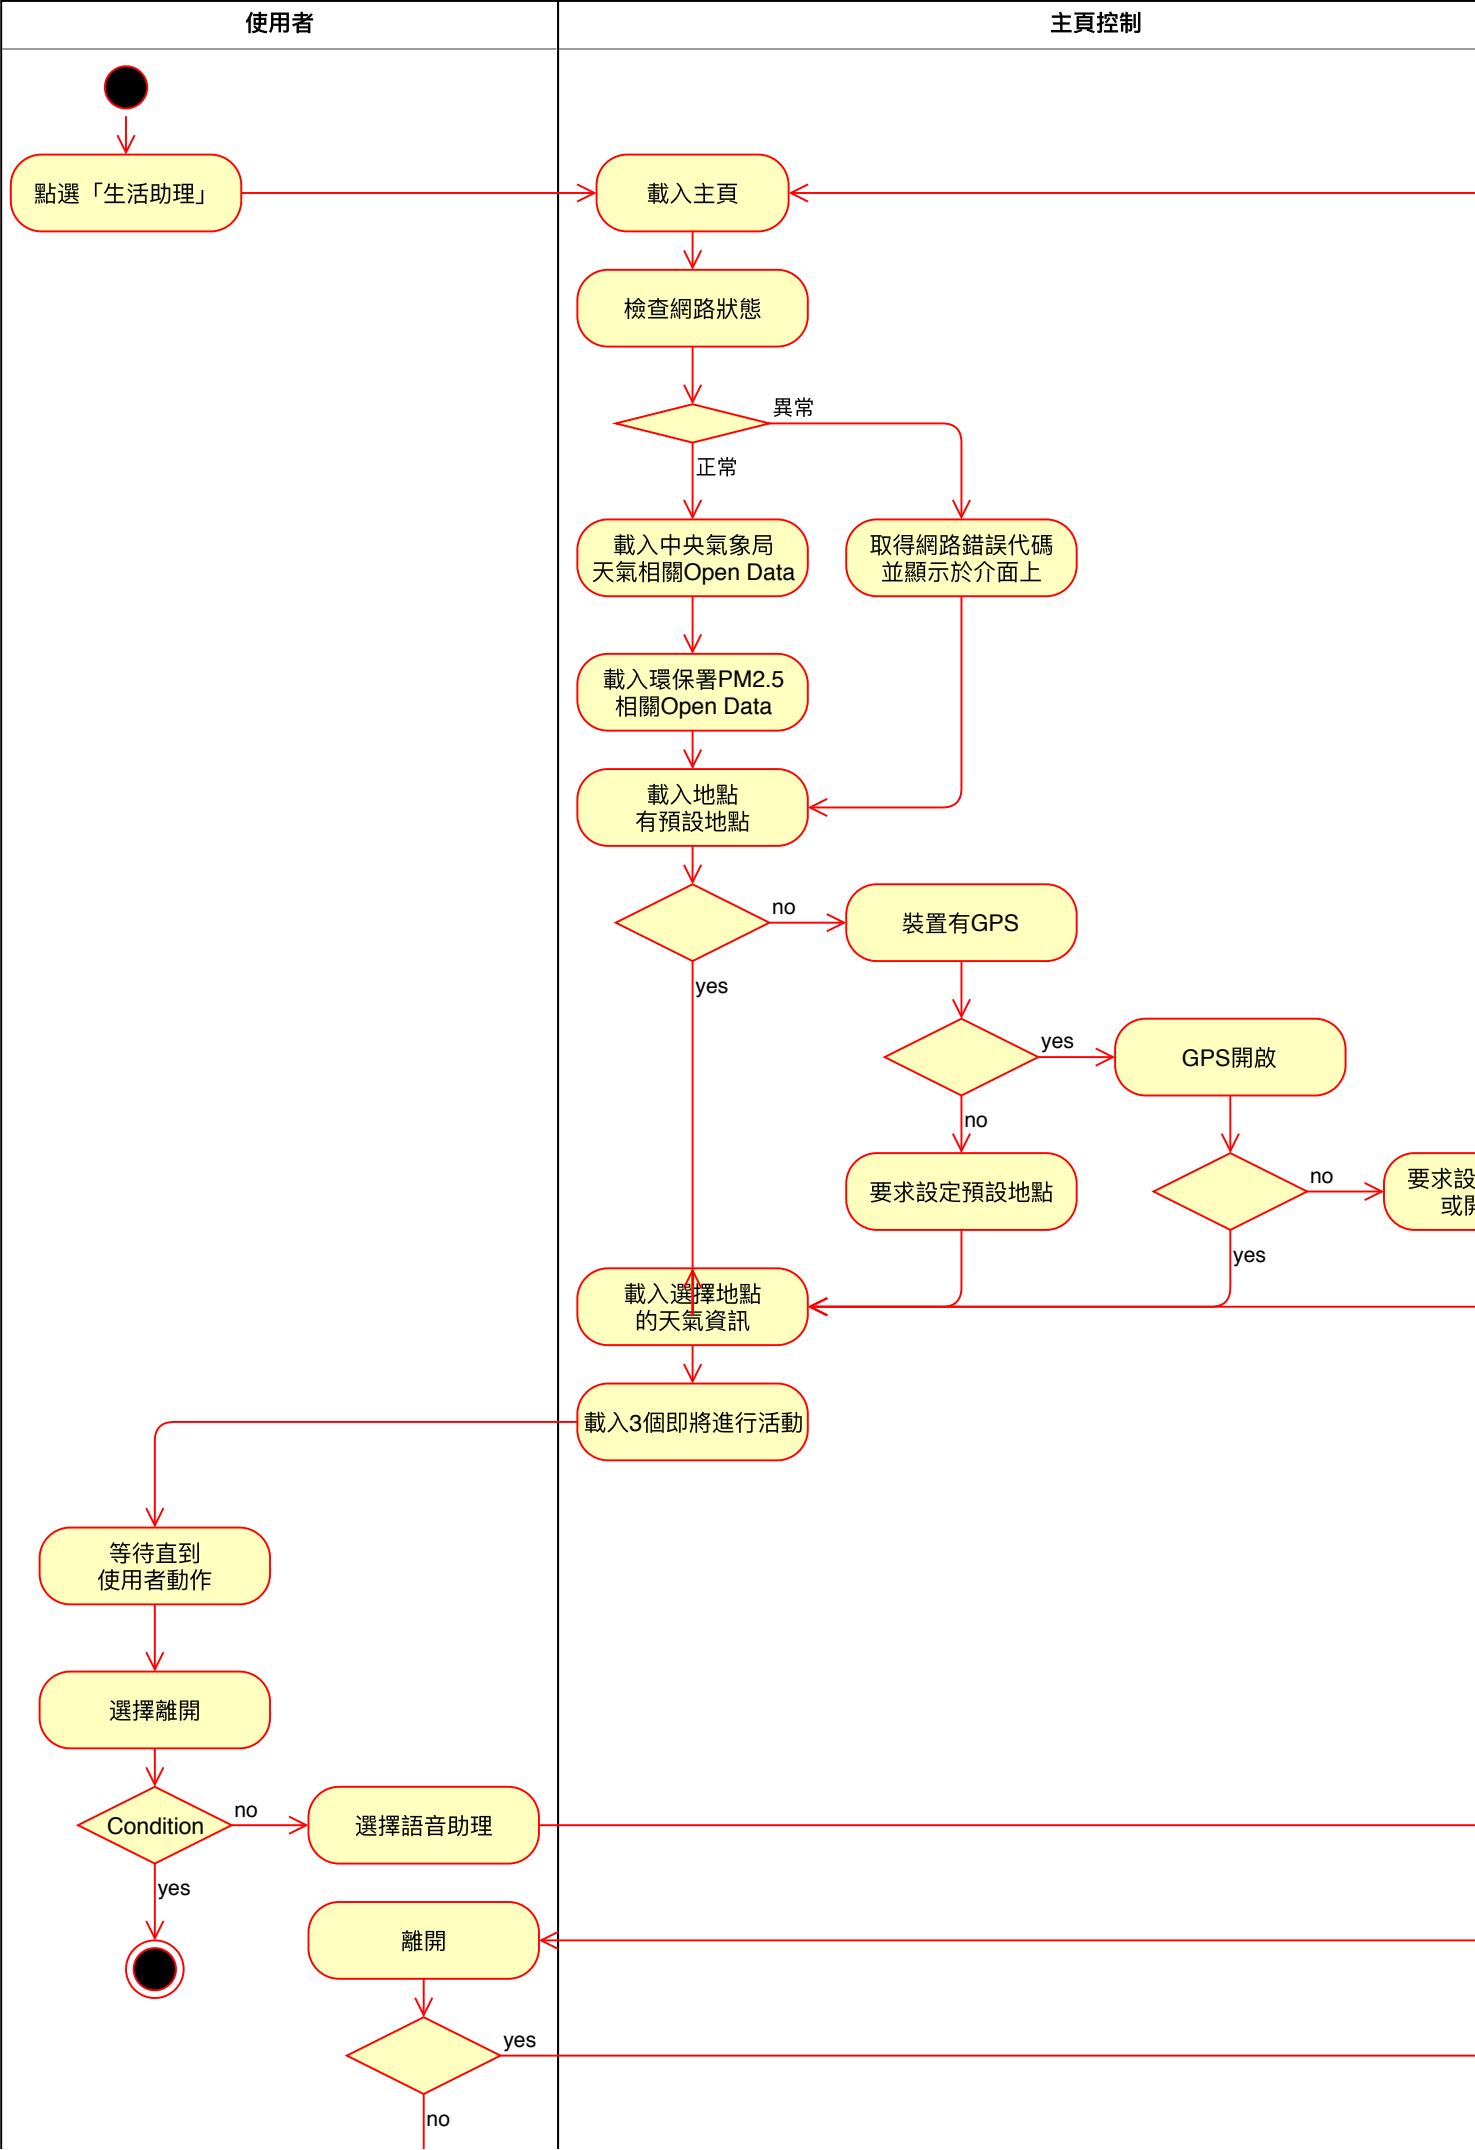 使用者
主頁控制
點選「生活助理」
載入主頁
檢查網路狀態
異常
正常
載入中央氣象局
天氣相關Open Data
取得網路錯誤代碼
並顯示於介面上
載入環保署PM2.5
相關Open Data
載入地點
有預設地點
no
裝置有GPS
yes
yes
GPS開啟
no
要求設定預設地點
no
要求設
或開
yes
載入選擇地點
的天氣資訊
載入3個即將進行活動
等待直到
使用者動作
選擇離開
Condition
no
選擇語音助理
yes
離開
yes
no